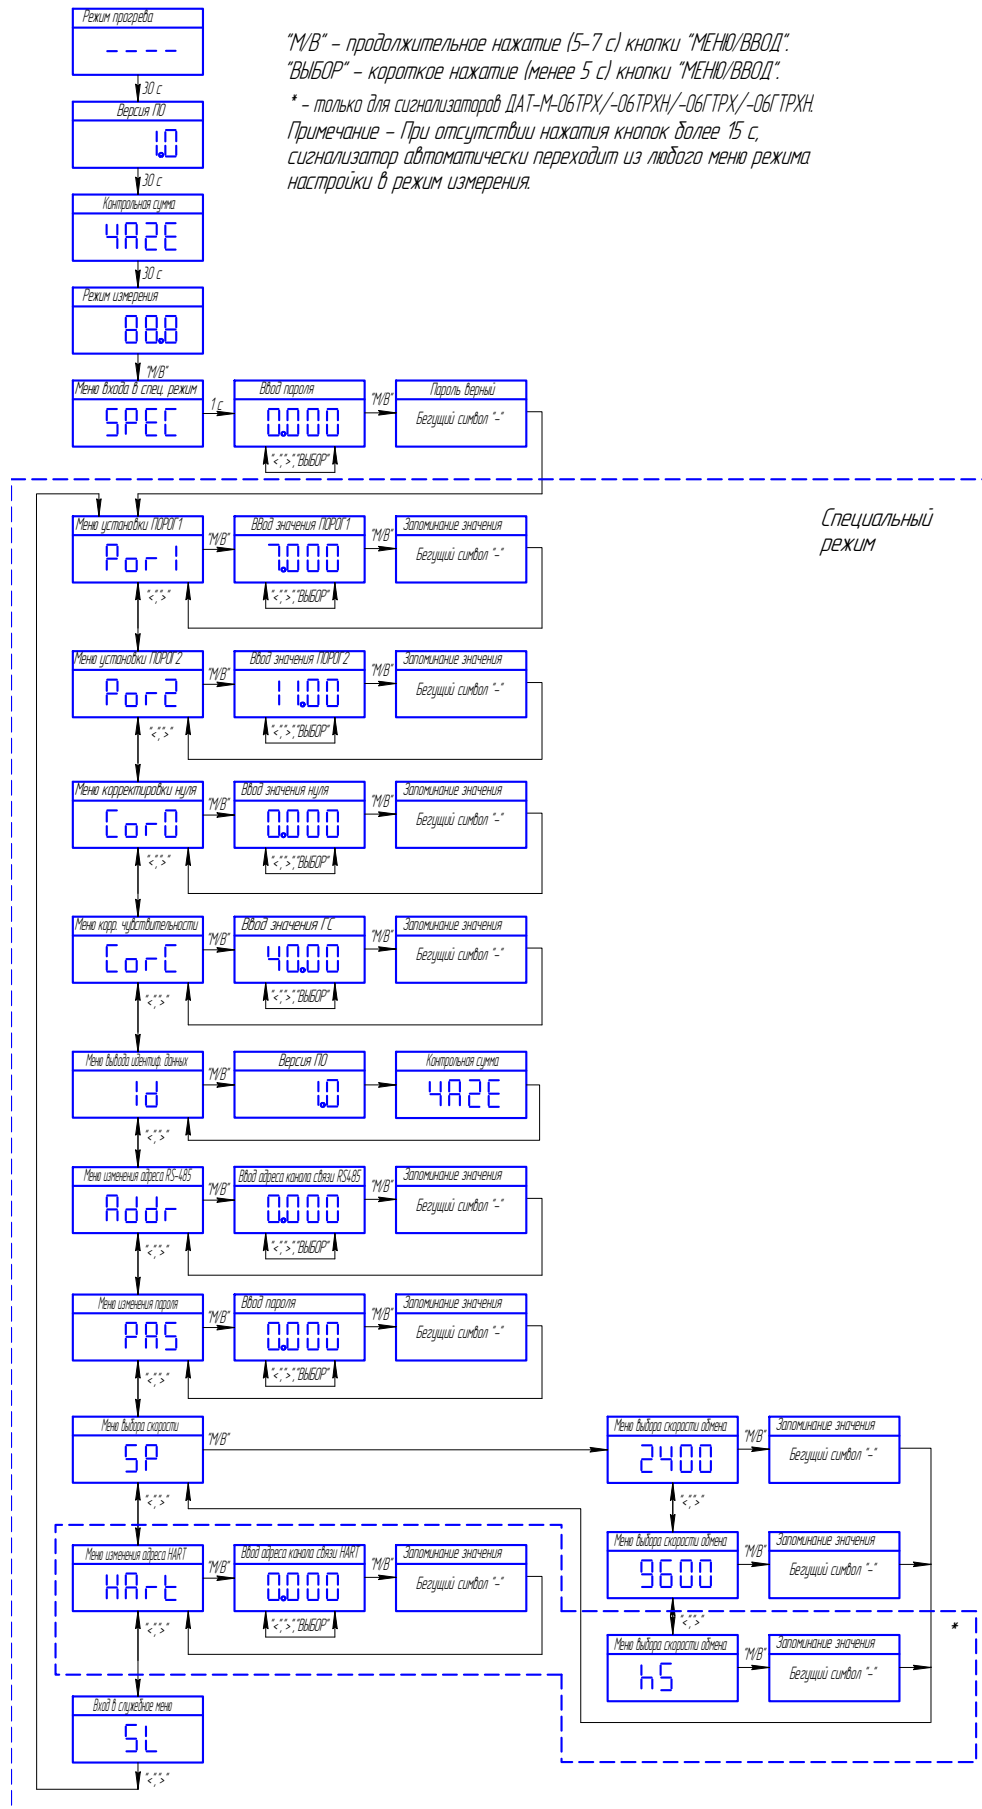 Режим прогрева
"М/В" – продолжительное нажатие (5–7 с) кнопки "МЕНЮ/ВВОД".
– – – –
"ВЫБОР" – короткое нажатие (менее 5 с) кнопки "МЕНЮ/ВВОД".
30 с
* – только для сигнализаторов ДАТ-М-06ТРХ/-06ТРХН/-06ГТРХ/-06ГТРХН.
Версия ПО
Примечание – При отсутствии нажатия кнопок более 15 с,
1.0
сигнализатор автоматически переходит из любого меню режима
30 с
настройки в режим измерения.
Контрольная сумма
4A2E
30 с
Режим измерения
88.8
"М/В"
Меню входа в спец. режим
SPEC
1 с
Ввод пароля
0.000
"<",">","ВЫБОР"
"М/В"
Пароль верный
Бегущий символ "–"
Специальный
режим
Меню установки ПОРОГ1
Por1
"М/В"
ВВод значения ПОРОГ1
7.000
"<",">","ВЫБОР"
"М/В"
Запоминание значения
Бегущий символ "–"
"<",">"
Меню установки ПОРОГ2
Por2
"М/В"
Ввод значения ПОРОГ2
11.00
"<",">","ВЫБОР"
"М/В"
Запоминание значения
Бегущий символ "–"
"<",">"
Меню корректировки нуля
Cor0
"М/В"
Ввод значения нуля
0.000
"<",">","ВЫБОР"
"М/В"
Запоминание значения
Бегущий символ "–"
"<",">"
Меню корр. чувствительности
CorC
"М/В"
Ввод значения ГС
40.00
"<",">","ВЫБОР"
"М/В"
Запоминание значения
Бегущий символ "–"
"<",">"
Меню вывода идентиф. данных
Id
"М/В"
Версия ПО
1.0
Контрольная сумма
4A2E
"<",">"
Меню изменения адреса RS-485
Addr
"М/В"
Ввод адреса канала связи RS485
0.000
"<",">","ВЫБОР"
"М/В"
Запоминание значения
Бегущий символ "–"
"<",">"
Меню изменения пароля
PAS
"М/В"
Ввод пароля
0.000
"<",">","ВЫБОР"
"М/В"
Запоминание значения
Бегущий символ "–"
"<",">"
Меню выбора скорости
SP
"М/В"
Меню выбора скорости обмена
2400
"М/В"
Запоминание значения
Бегущий символ "–"
"<",">"
"<",">"
Меню изменения адреса HART
HArt
"М/В"
Ввод адреса канала связи HART
0.000
"<",">","ВЫБОР"
"М/В"
Запоминание значения
Бегущий символ "–"
Меню выбора скорости обмена
9600
"М/В"
Запоминание значения
Бегущий символ "–"
"<",">"
"<",">"
*
Меню выбора скорости обмена
hS
"М/В"
Запоминание значения
Бегущий символ "–"
Вход в служебное меню
SL
"<",">"